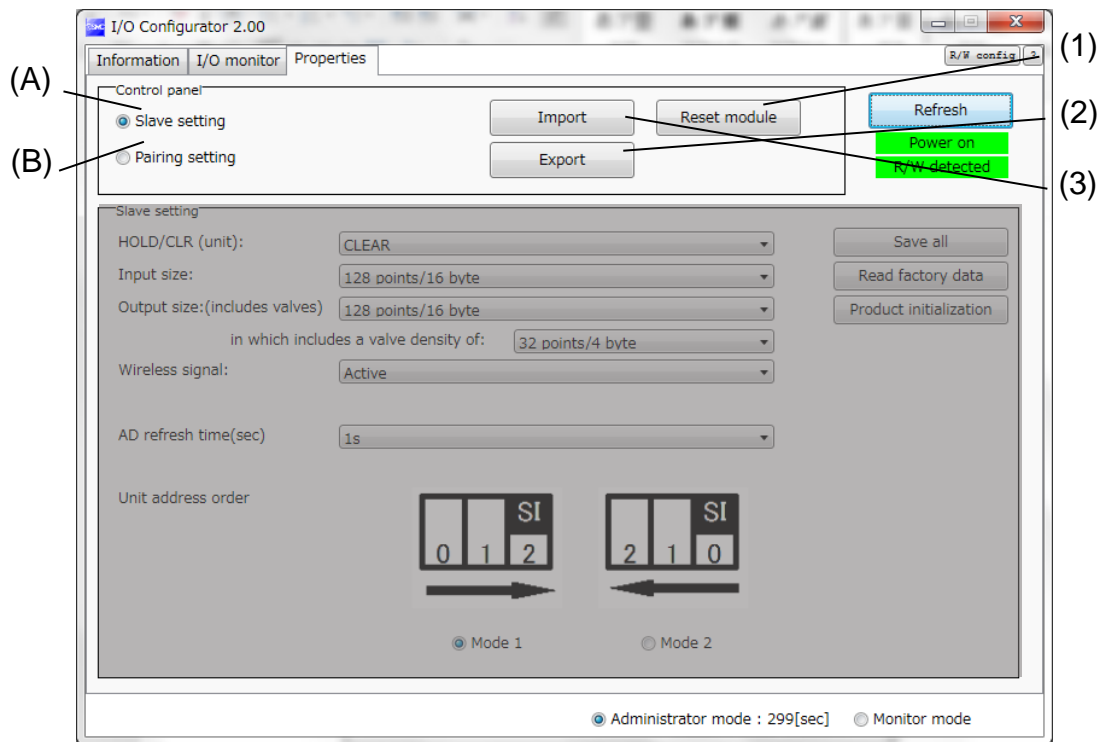 I/O Configurator 2.00
Information I/O monitor Properties R/W config ?
(1)
(A)
Control panel
Slave setting Import Reset module Refresh
(2)
Power on
(B)
Pairing setting Export
R/W detected
(3)
Slave setting
HOLD/CLR (unit): CLEAR Save all
Input size: 128 points/16 byte Read factory data
Output size:(includes valves) 128 points/16 byte Product initialization
in which includes a valve density of: 32 points/4 byte
Wireless signal: Active
AD refresh time(sec) 1s
Unit address order
SI SI
0 1 2 2 1 0
Mode 1 Mode 2
Administrator mode : 299[sec] Monitor mode